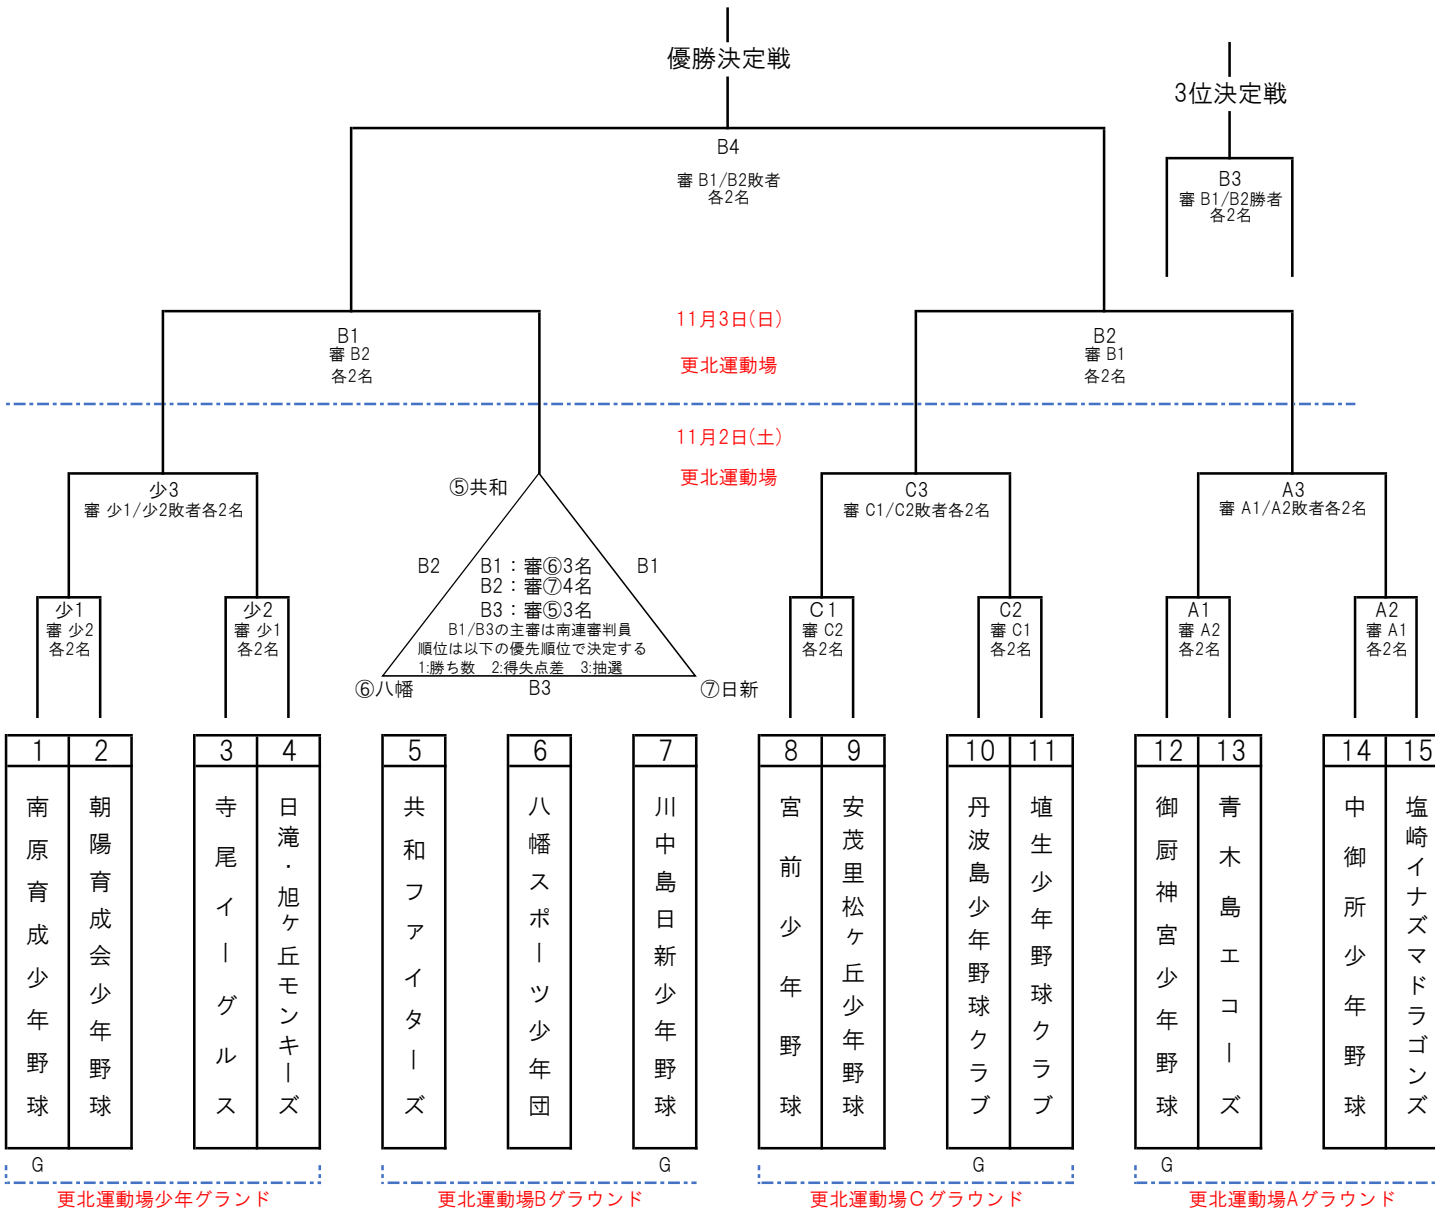 優勝決定戦
3位決定戦
B4
審 B1/B2敗者
各2名
B3
審 B1/B2勝者
各2名
11月3日(日)
更北運動場
B1
審 B2
各2名
B2
審 B1
各2名
11月2日(土)
更北運動場
少3
審 少1/少2敗者各2名
⑤共和
C3
審 C1/C2敗者各2名
A3
審 A1/A2敗者各2名
B2
B1
B1：審⑥3名
B2：審⑦4名
B3：審⑤3名
B1/B3の主審は南連審判員
順位は以下の優先順位で決定する
1:勝ち数 2:得失点差 3:抽選
⑥八幡
B3
⑦日新
少1
審 少2
各2名
少2
審 少1
各2名
C1
審 C2
各2名
C2
審 C1
各2名
A1
審 A2
各2名
A2
審 A1
各2名
1
南原育成少年野球
2
朝陽育成会少年野球
3
寺尾イーグルス
4
日滝・旭ヶ丘モンキーズ
5
共和ファイターズ
6
八幡スポーツ少年団
7
川中島日新少年野球
8
宮前少年野球
9
安茂里松ヶ丘少年野球
10
丹波島少年野球クラブ
11
埴生少年野球クラブ
12
御厨神宮少年野球
13
青木島エコーズ
14
中御所少年野球
15
塩崎イナズマドラゴンズ
G
G
G
G
更北運動場少年グランド
更北運動場Bグラウンド
更北運動場Cグラウンド
更北運動場Aグラウンド